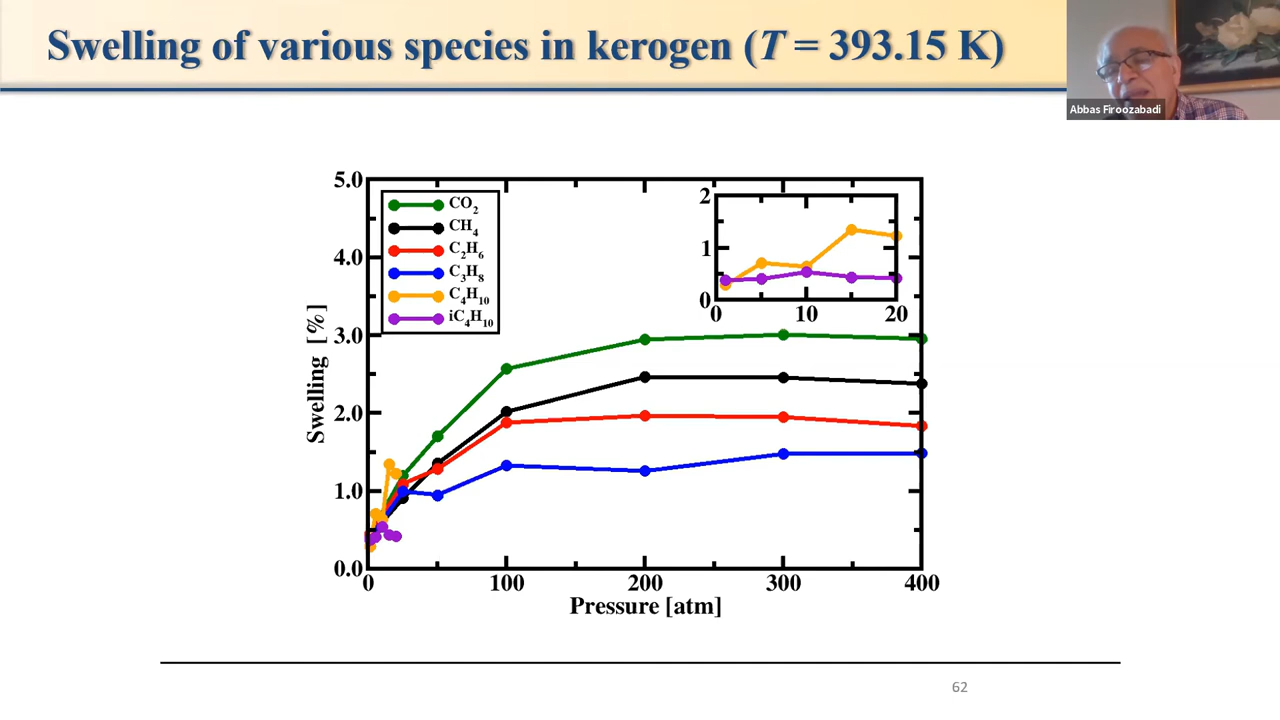 Swelling of various species in kerogen (T = 393.15 K)
Abbas Firoozabadi
5.0
4.0
3.0
2.0
1.0
0.0
Swelling [%]
CO2
CH4
C2H6
C3H8
C4H10
iC4H10
2
1
0
0 10 20
0 100 200 300 400
Pressure [atm]
62